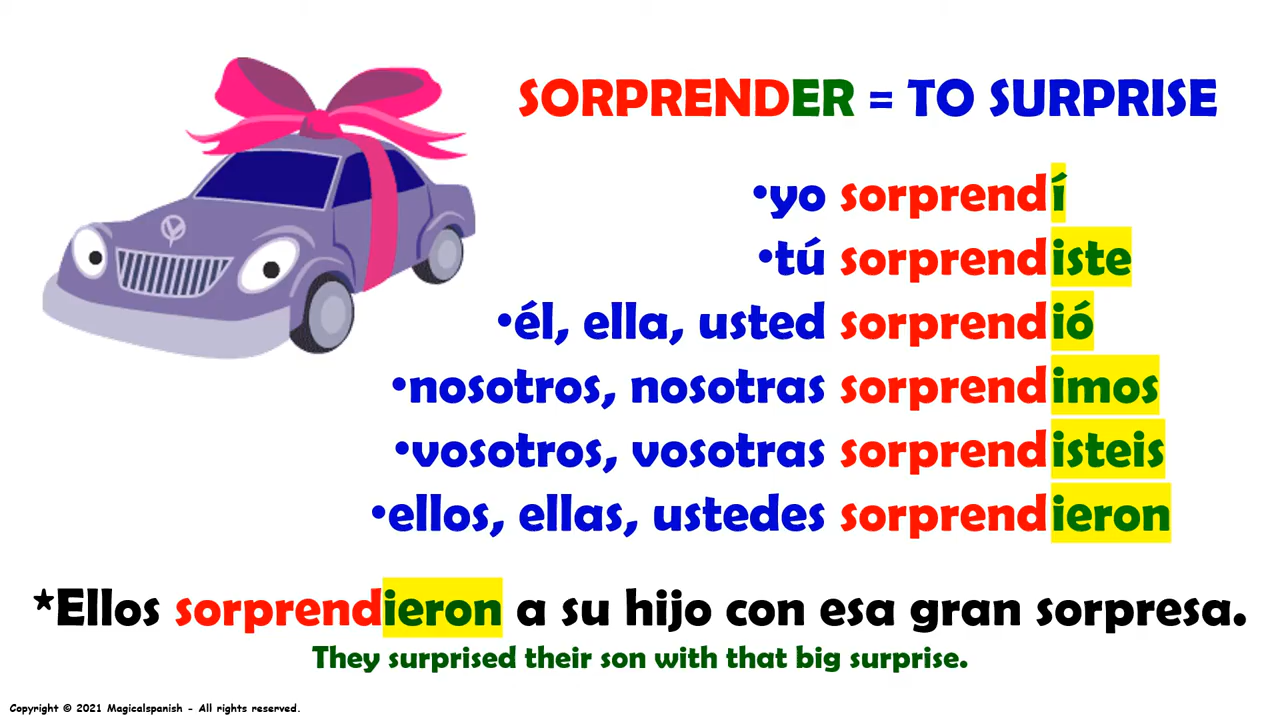 SORPRENDER = TO SURPRISE
•yo sorprendí
•tú sorprendiste
•él, ella, usted sorprendió
•nosotros, nosotras sorprendimos
•vosotros, vosotras sorprendisteis
•ellos, ellas, ustedes sorprendieron
*Ellos sorprendieron a su hijo con esa gran sorpresa.
They surprised their son with that big surprise.
Copyright © 2021 Magicalspanish - All rights reserved.